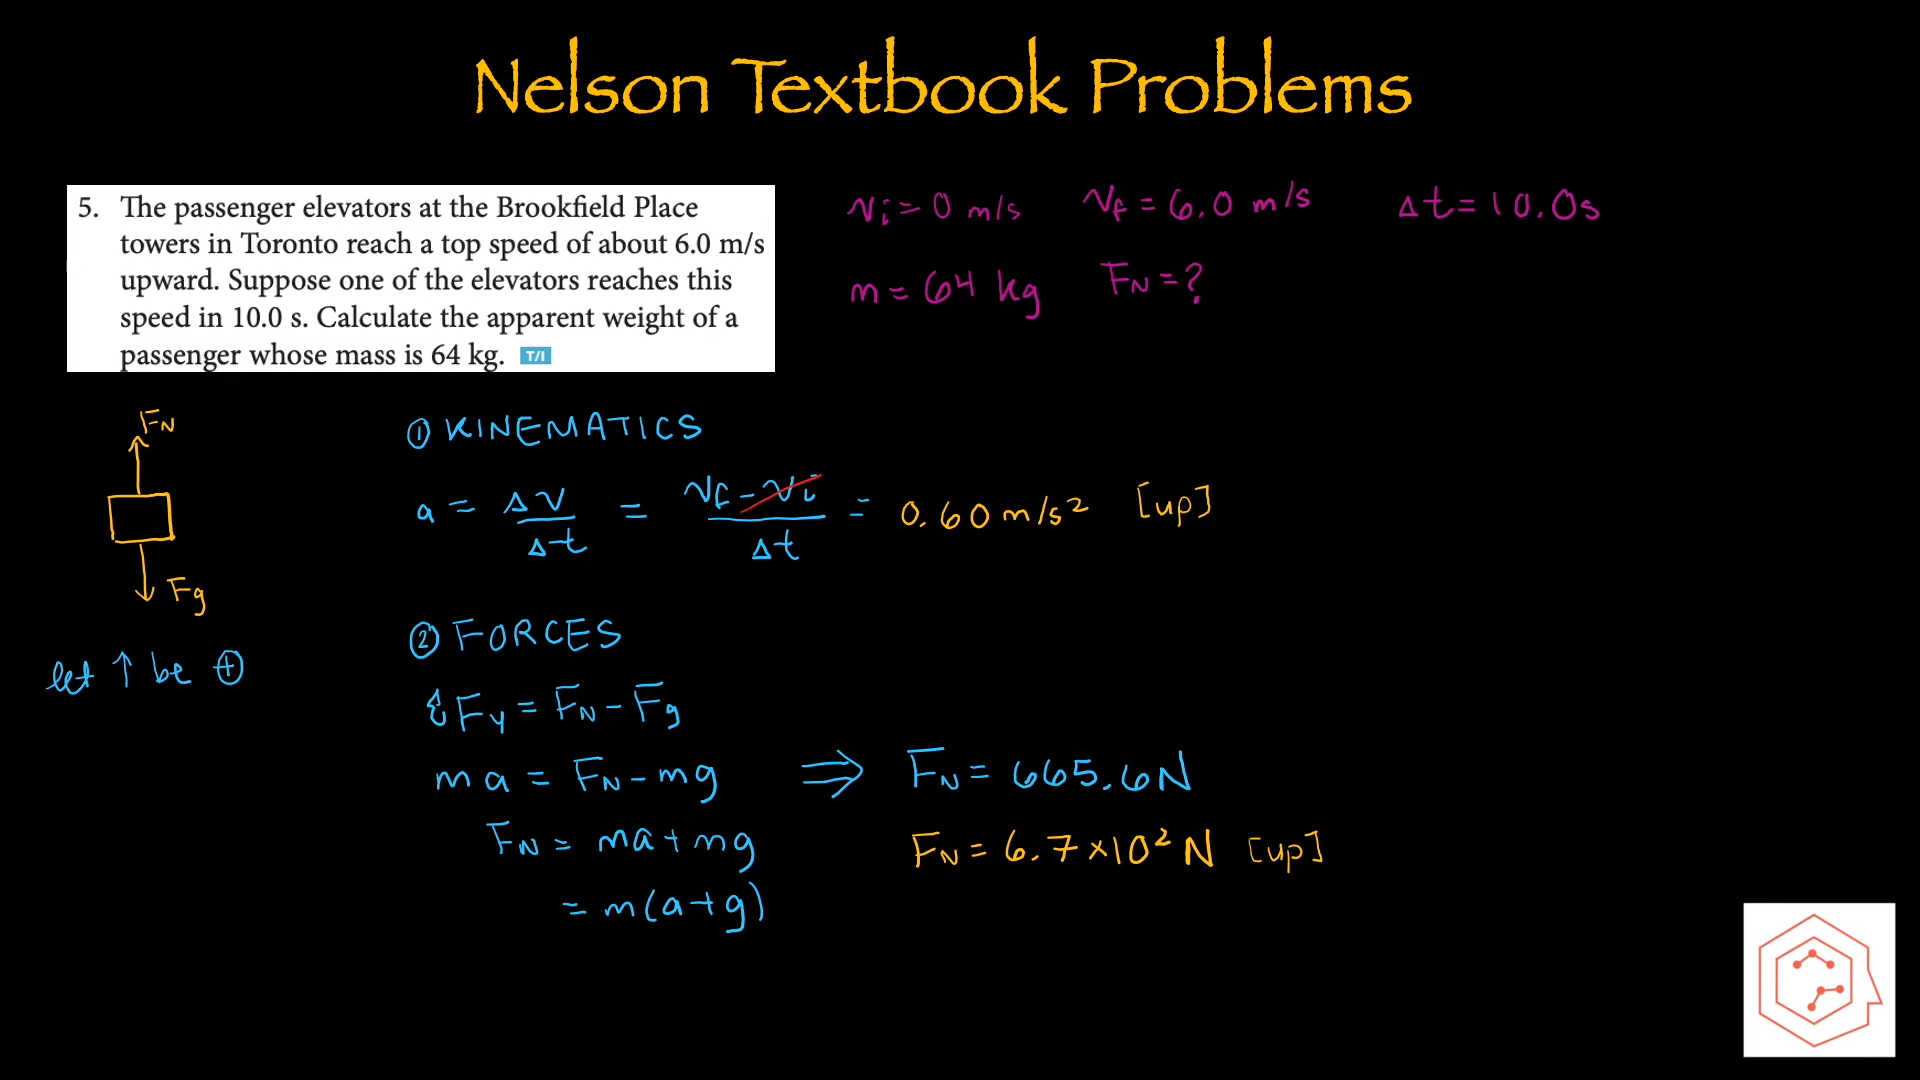 Nelson Textbook Problems
5. The passenger elevators at the Brookfield Place
towers in Toronto reach a top speed of about 6.0 m/s
upward. Suppose one of the elevators reaches this
speed in 10.0 s. Calculate the apparent weight of a
passenger whose mass is 64 kg. T/I
vi = 0 m/s vf = 6.0 m/s Δt = 10.0s
m = 64 kg FN = ?
FN
Fg
let ↑ be ⊕
① KINEMATICS
a = Δv/Δt = (vf - vi)/Δt = 0.60 m/s² [up]
② FORCES
ΣFy = FN - Fg
ma = FN - mg ⇒ FN = 665.6N
FN = ma + mg
FN = 6.7×10² N [up]
= m(a+g)